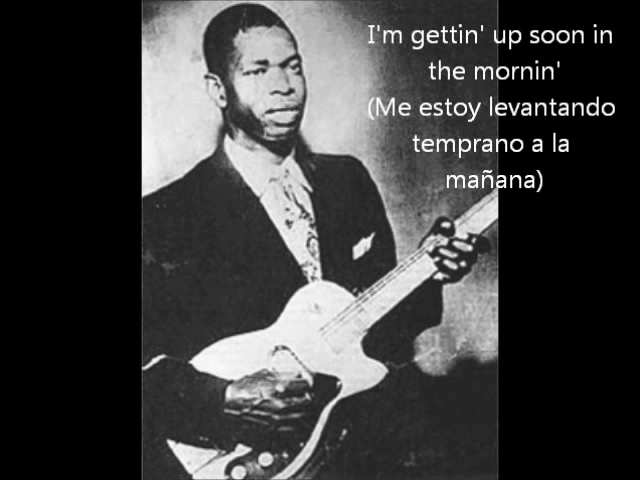 I'm gettin' up soon in
the mornin'
(Me estoy levantando
temprano a la
mañana)